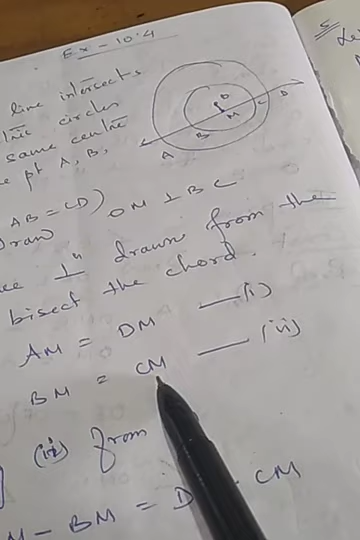 Ex - 10.4
line intersects
circles
same centre
pt A, B,
O
A B M C D
AB = CD)
Draw OM ⊥ BC
⊥ drawn from the
bisect the chord.
AM = DM — (i)
BM = CM — (ii)
(ii) from
- BM = D CM